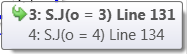 3: S.J(o = 3) Line 131
4: S.J(o = 4) Line 134